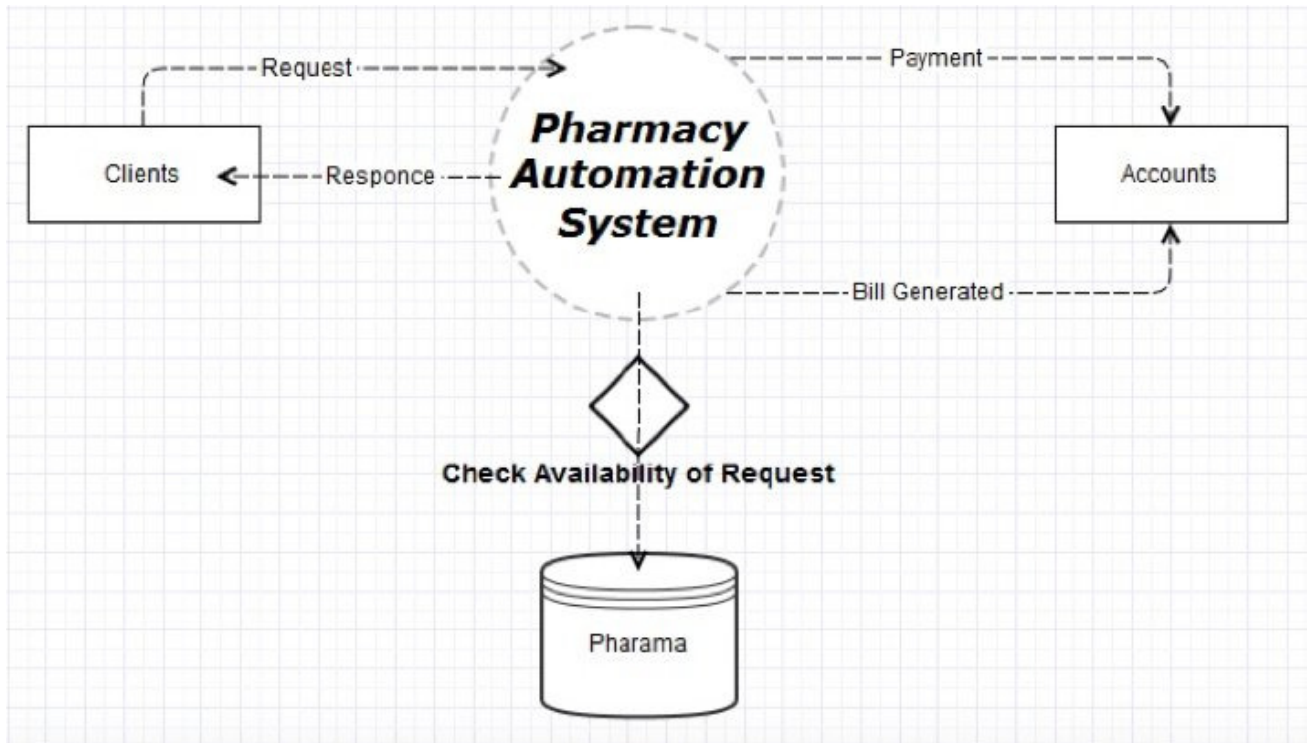 Request
Payment
Pharmacy
Automation
System
Clients
Responce
Accounts
Bill Generated
Check Availability of Request
Pharama